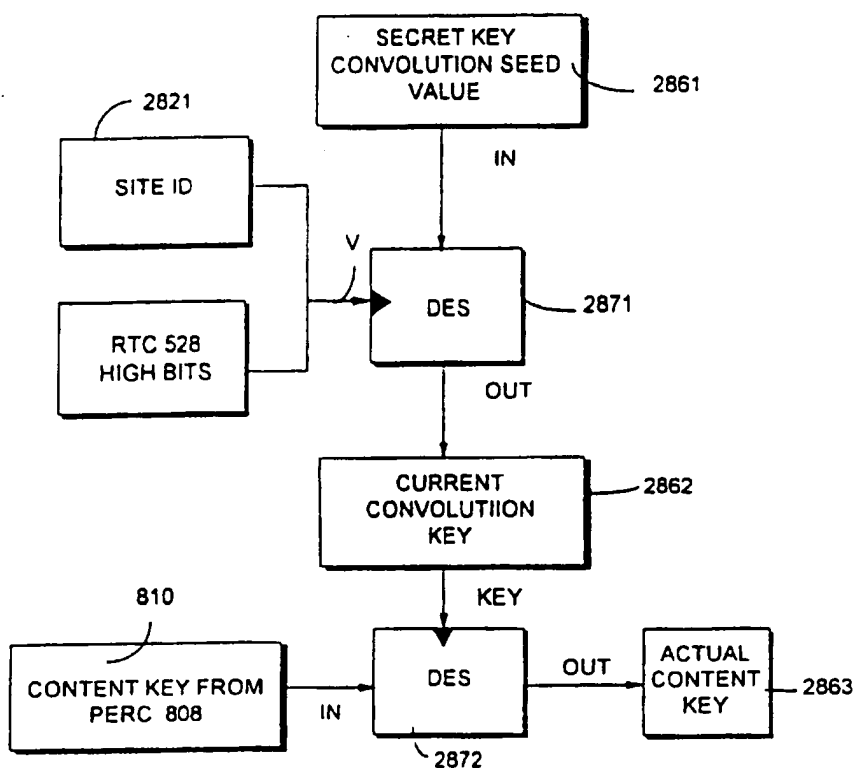 SECRET KEY
CONVOLUTION SEED
VALUE
2861
2821
IN
SITE ID
V
DES
2871
RTC 528
HIGH BITS
OUT
CURRENT
CONVOLUTIION
KEY
2862
810
KEY
CONTENT KEY FROM
PERC 808
IN
DES
2872
OUT
ACTUAL
CONTENT
KEY
2863